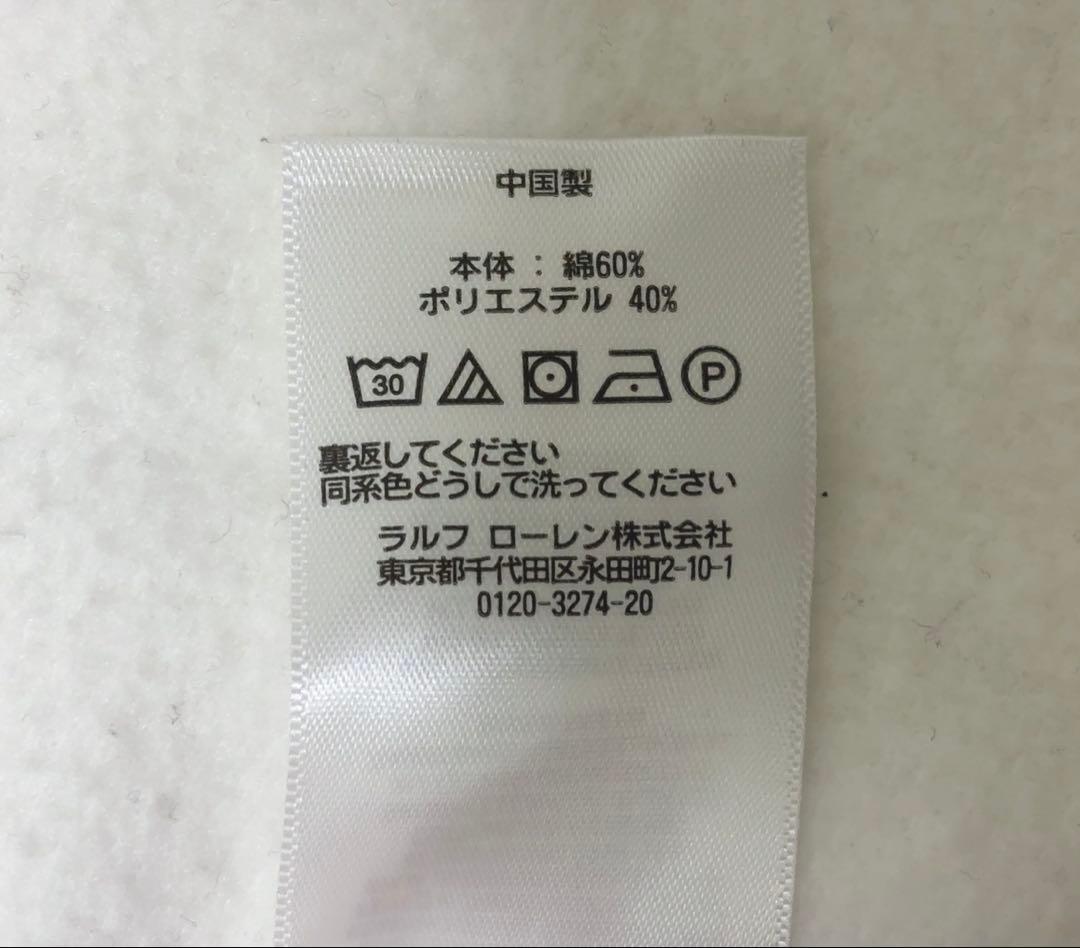 中国製
本体 : 綿60%
ポリエステル 40%
30 P
裏返してください
同系色どうしで洗ってください
ラルフ ローレン株式会社
東京都千代田区永田町2-10-1
0120-3274-20